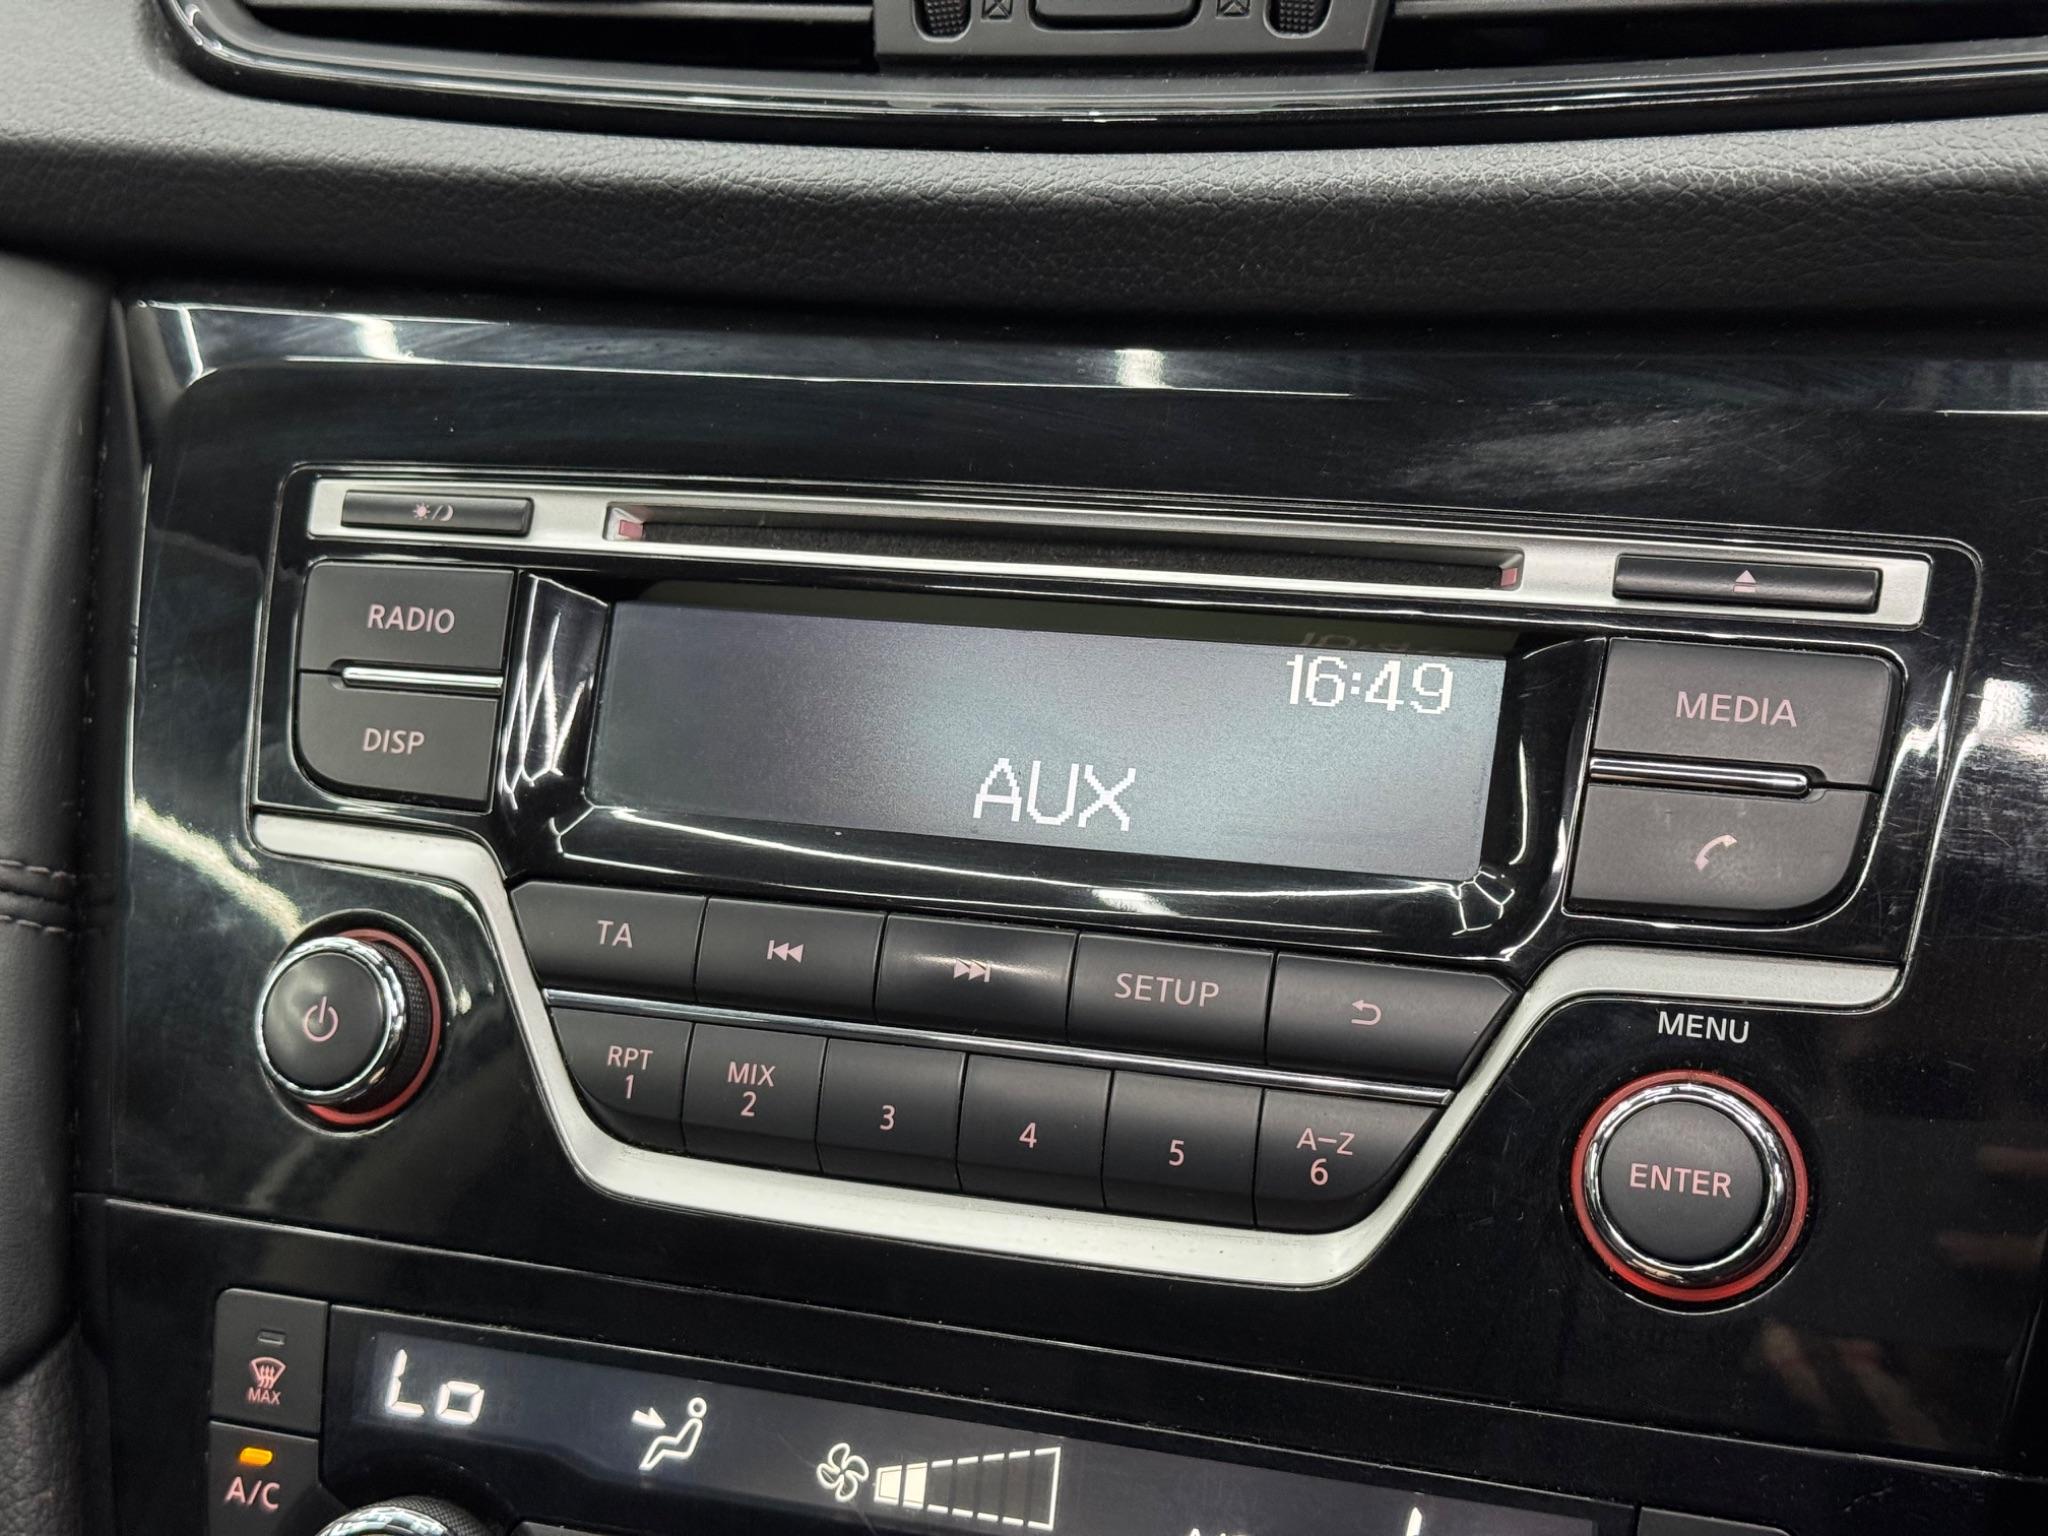 RADIO
DISP
16:49
AUX
MEDIA
TA
SETUP
RPT
1
MIX
2
3
4
5
A-Z
6
MENU
ENTER
MAX
Lo
A/C